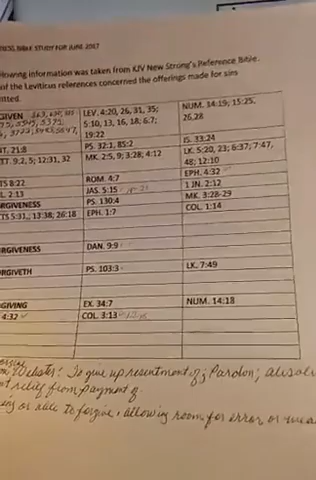 BIBLE STUDY FOR JUNE 2017
following information was taken from KJV New Strong's Reference Bible.
of the Leviticus references concerned the offerings made for sins
GIVEN LEV. 4:20, 26, 31, 35; NUM. 14:19; 15:25,
5:10, 13, 16, 18; 6:7; 26,28
19:22
21:8 PS. 32:1, 85:2 IS. 33:24
TT. 9:2, 5; 12:31, 32 MK. 2:5, 9; 3:28; 4:12 LK. 5:20, 23; 6:37; 7:47,
48; 12:10
TS 8:22 ROM. 4:7 EPH. 4:32
2:13 JAS. 5:15 1 JN. 2:12
RGIVENESS PS. 130:4 MK. 3:28-29
TS 5:31, 13:38; 26:18 EPH. 1:7 COL. 1:14
RGIVENESS DAN. 9:9
RGIVETH PS. 103:3 LK. 7:49
GIVING EX. 34:7 NUM. 14:18
4:32 COL. 3:13
Webster: To give up resentment of; Pardon;
relief from payment of
or able to forgive, allowing room for error or